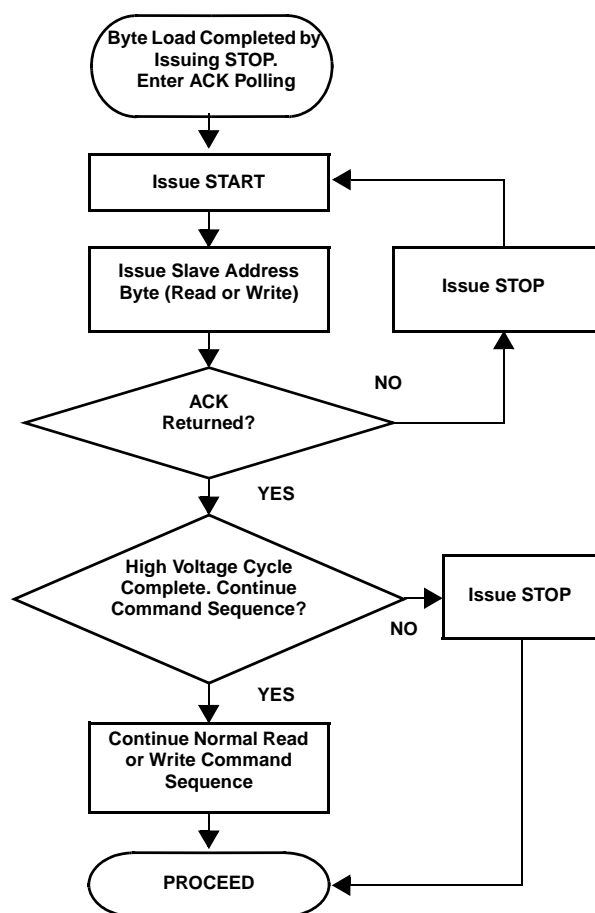 Byte Load Completed by
Issuing STOP.
Enter ACK Polling
Issue START
Issue Slave Address
Byte (Read or Write)
Issue STOP
NO
ACK
Returned?
YES
High Voltage Cycle
Complete. Continue
Command Sequence?
Issue STOP
NO
YES
Continue Normal Read
or Write Command
Sequence
PROCEED